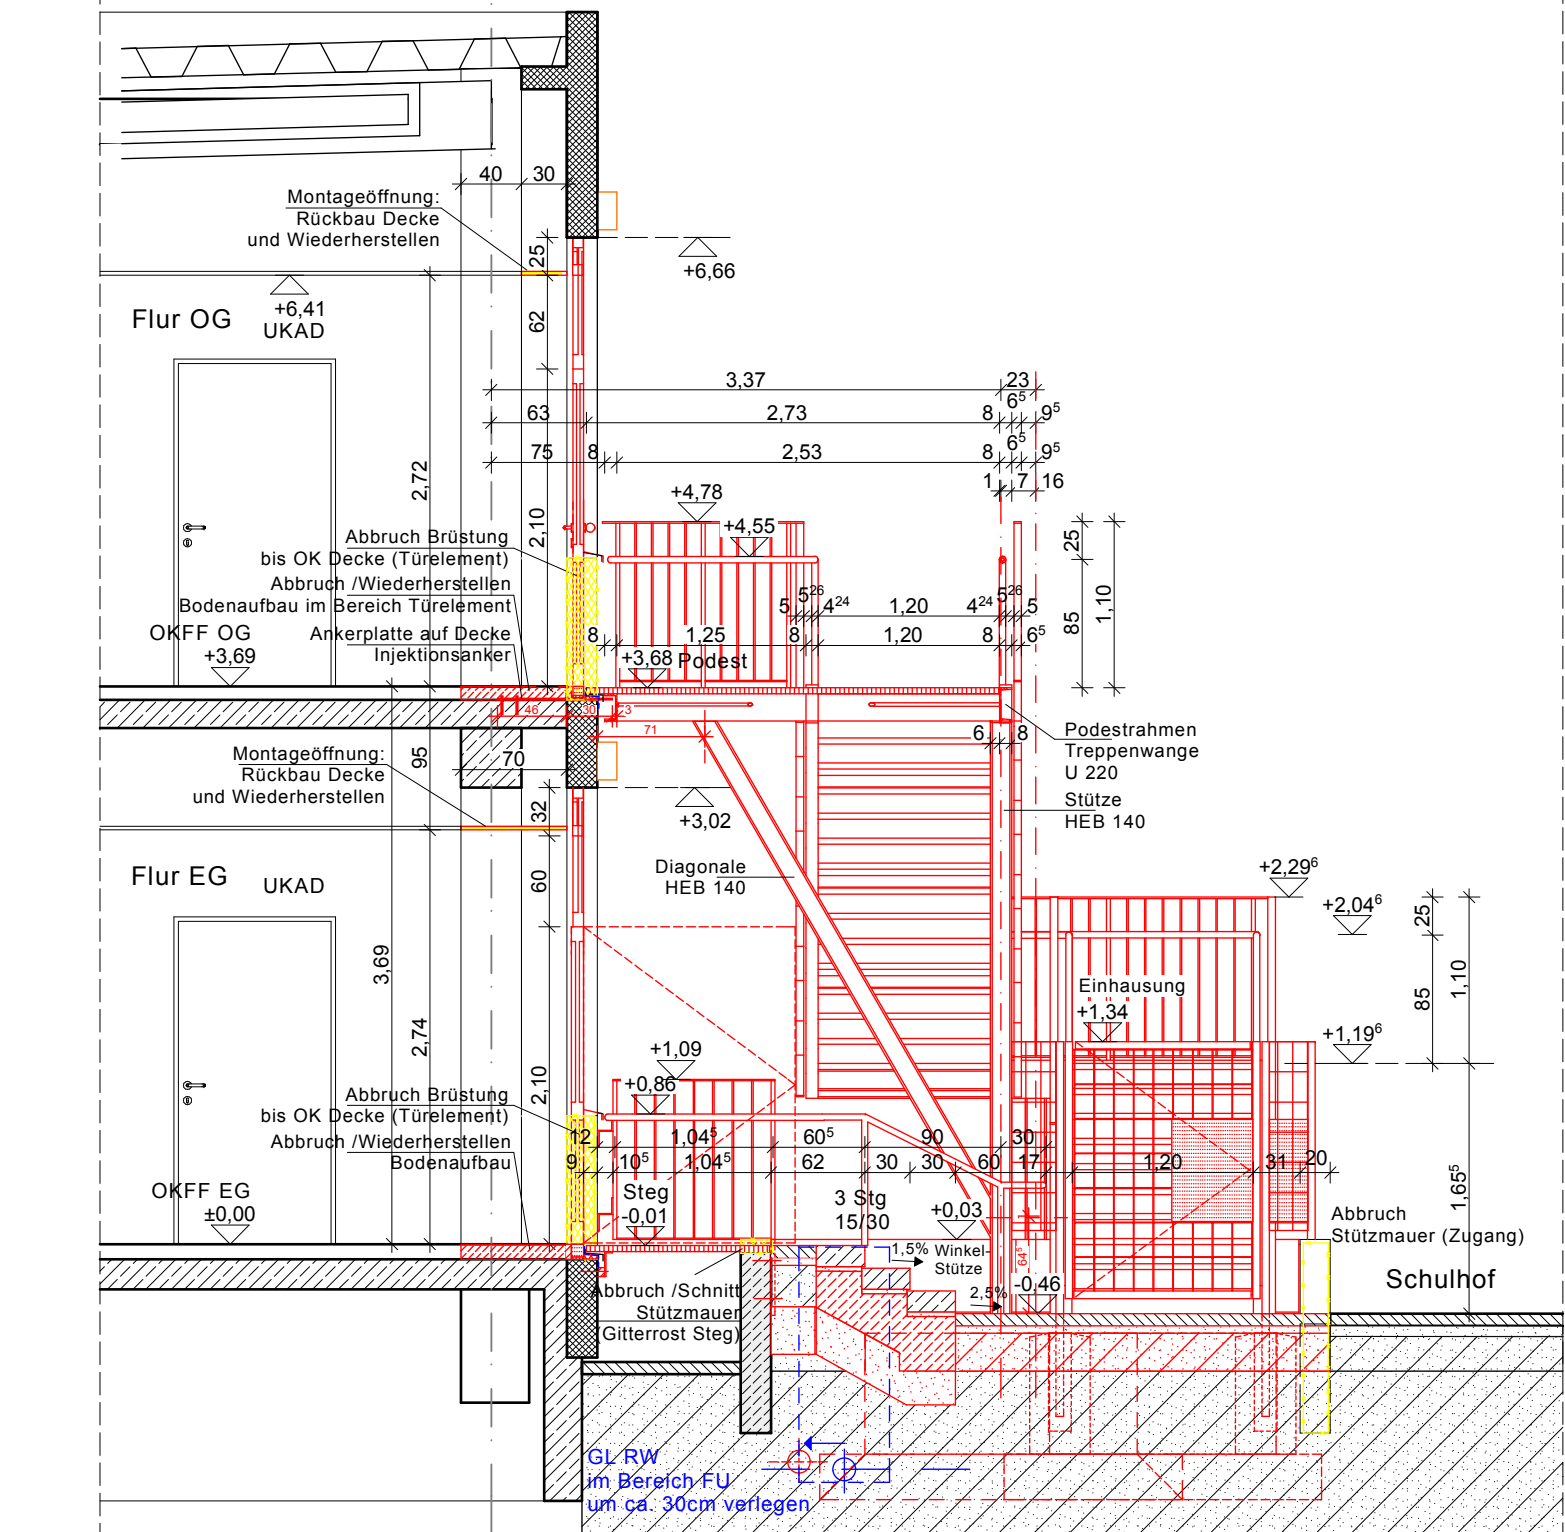 40 30
Montageöffnung:
Rückbau Decke
und Wiederherstellen
25
+6,66
+6,41
UKAD
Flur OG
62
3,37 23
63 2,73 8 6⁵ 9⁵
75 8 2,53 8 6⁵ 9⁵
1 7 16
2,72
2,10
+4,78
+4,55
25
85
1,10
Abbruch Brüstung
bis OK Decke (Türelement)
Abbruch /Wiederherstellen
Bodenaufbau im Bereich Türelement
Ankerplatte auf Decke
Injektionsanker
OKFF OG
+3,69
5 5²⁶ 4²⁴ 1,20 4²⁴ 5²⁶ 5
8 1,25 8 1,20 8 6⁵
+3,68 Podest
46 30 3
71
6 8
Podestrahmen
Treppenwange
U 220
Stütze
HEB 140
Montageöffnung:
Rückbau Decke
und Wiederherstellen
95
70
32
+3,02
Flur EG
UKAD
60
Diagonale
HEB 140
+2,29⁶
+2,04⁶
25
85
1,10
3,69
2,74
2,10
Einhausung
+1,34
+1,19⁶
+1,09
+0,86
Abbruch Brüstung
bis OK Decke (Türelement)
Abbruch /Wiederherstellen
Bodenaufbau
12 1,04⁵ 60⁵ 90 30
9 10⁵ 1,04⁵ 62 30 30 60 17 1,20 31 20
OKFF EG
±0,00
Steg
-0,01
3 Stg
15/30
+0,03
1,65⁵
Abbruch
Stützmauer (Zugang)
1,5% Winkel-
Stütze
64⁵
2,5% -0,46
Schulhof
Abbruch /Schnitt
Stützmauer
(Gitterrost Steg)
GL RW
im Bereich FU
um ca. 30cm verlegen